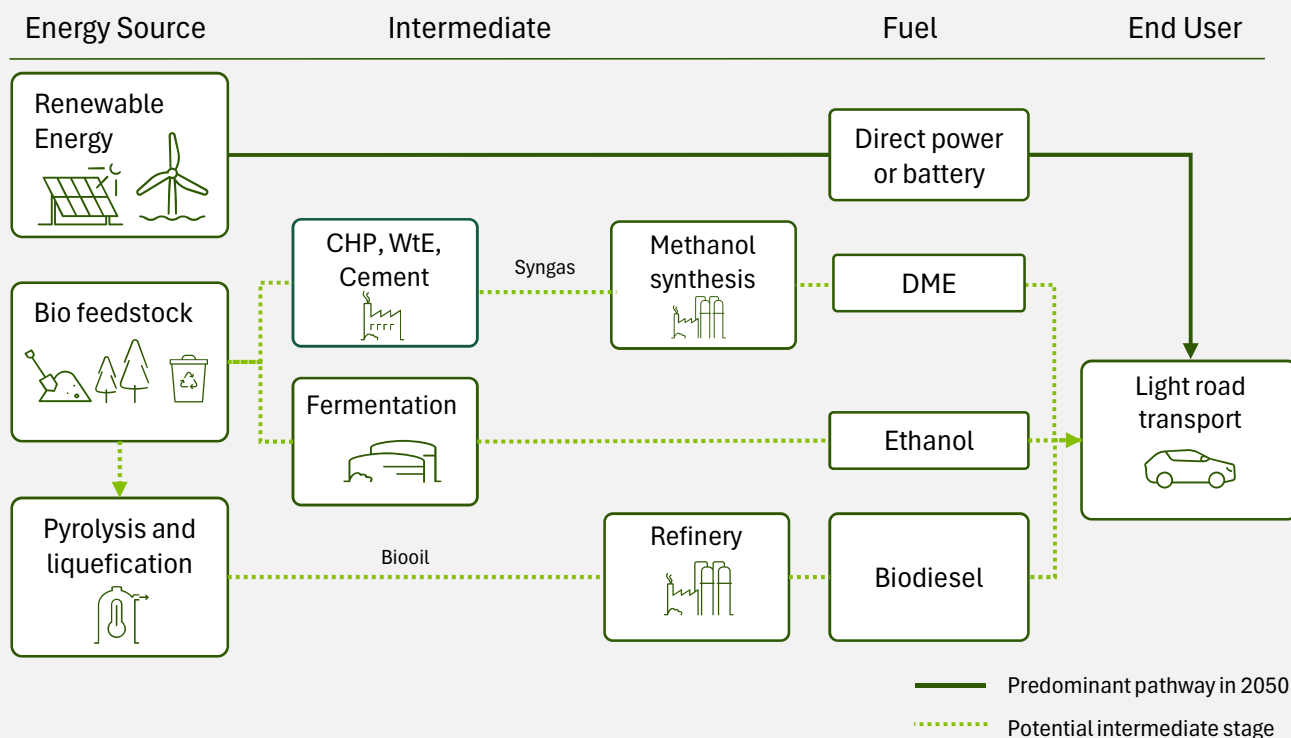 Energy Source
Intermediate
Fuel
End User
Renewable
Energy
Direct power
or battery
CHP, WtE,
Cement
Syngas
Methanol
synthesis
DME
Bio feedstock
Fermentation
Ethanol
Light road
transport
Pyrolysis and
liquefication
Biooil
Refinery
Biodiesel
Predominant pathway in 2050
Potential intermediate stage